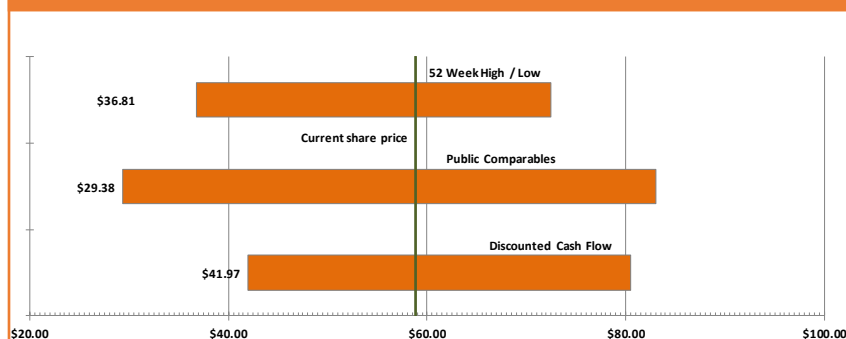 52 Week High / Low
$36.81
Current share price
Public Comparables
$29.38
Discounted Cash Flow
$41.97
$20.00 $40.00 $60.00 $80.00 $100.00